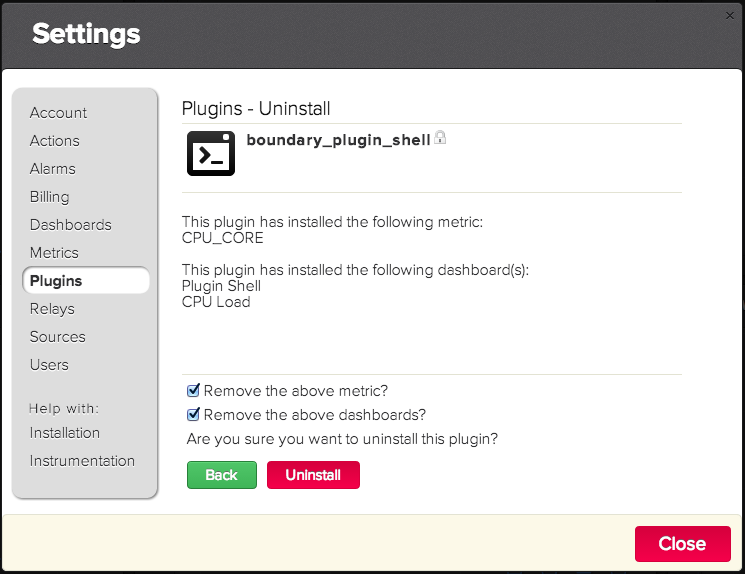 Settings
Account
Actions
Alarms
Billing
Dashboards
Metrics
Plugins
Relays
Sources
Users
Help with:
Installation
Instrumentation
Plugins - Uninstall
boundary_plugin_shell
This plugin has installed the following metric:
CPU_CORE
This plugin has installed the following dashboard(s):
Plugin Shell
CPU Load
Remove the above metric?
Remove the above dashboards?
Are you sure you want to uninstall this plugin?
Back
Uninstall
Close